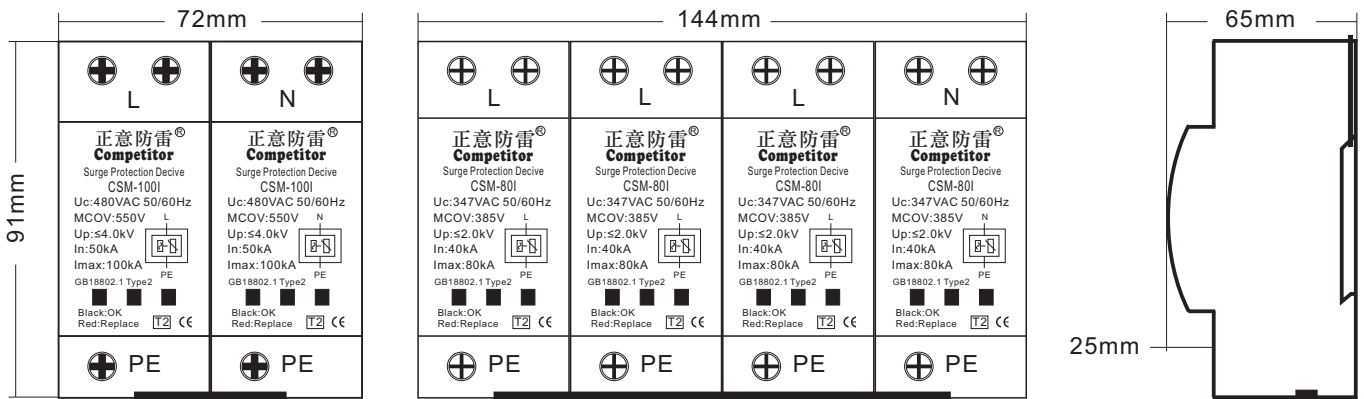 72mm
144mm
65mm
91mm
25mm
L
正意防雷®
Competitor
Surge Protection Decive
CSM-100I
Uc:480VAC 50/60Hz
MCOV:550V L
Up:≤4.0kV
In:50kA
Imax:100kA PE
GB18802.1 Type2
Black:OK
Red:Replace T2 CE
PE
N
正意防雷®
Competitor
Surge Protection Decive
CSM-100I
Uc:480VAC 50/60Hz
MCOV:550V N
Up:≤4.0kV
In:50kA
Imax:100kA PE
GB18802.1 Type2
Black:OK
Red:Replace T2 CE
PE
L
正意防雷®
Competitor
Surge Protection Decive
CSM-80I
Uc:347VAC 50/60Hz
MCOV:385V L
Up:≤2.0kV
In:40kA
Imax:80kA PE
GB18802.1 Type2
Black:OK
Red:Replace T2 CE
PE
L
正意防雷®
Competitor
Surge Protection Decive
CSM-80I
Uc:347VAC 50/60Hz
MCOV:385V L
Up:≤2.0kV
In:40kA
Imax:80kA PE
GB18802.1 Type2
Black:OK
Red:Replace T2 CE
PE
L
正意防雷®
Competitor
Surge Protection Decive
CSM-80I
Uc:347VAC 50/60Hz
MCOV:385V L
Up:≤2.0kV
In:40kA
Imax:80kA PE
GB18802.1 Type2
Black:OK
Red:Replace T2 CE
PE
N
正意防雷®
Competitor
Surge Protection Decive
CSM-80I
Uc:347VAC 50/60Hz
MCOV:385V N
Up:≤2.0kV
In:40kA
Imax:80kA PE
GB18802.1 Type2
Black:OK
Red:Replace T2 CE
PE